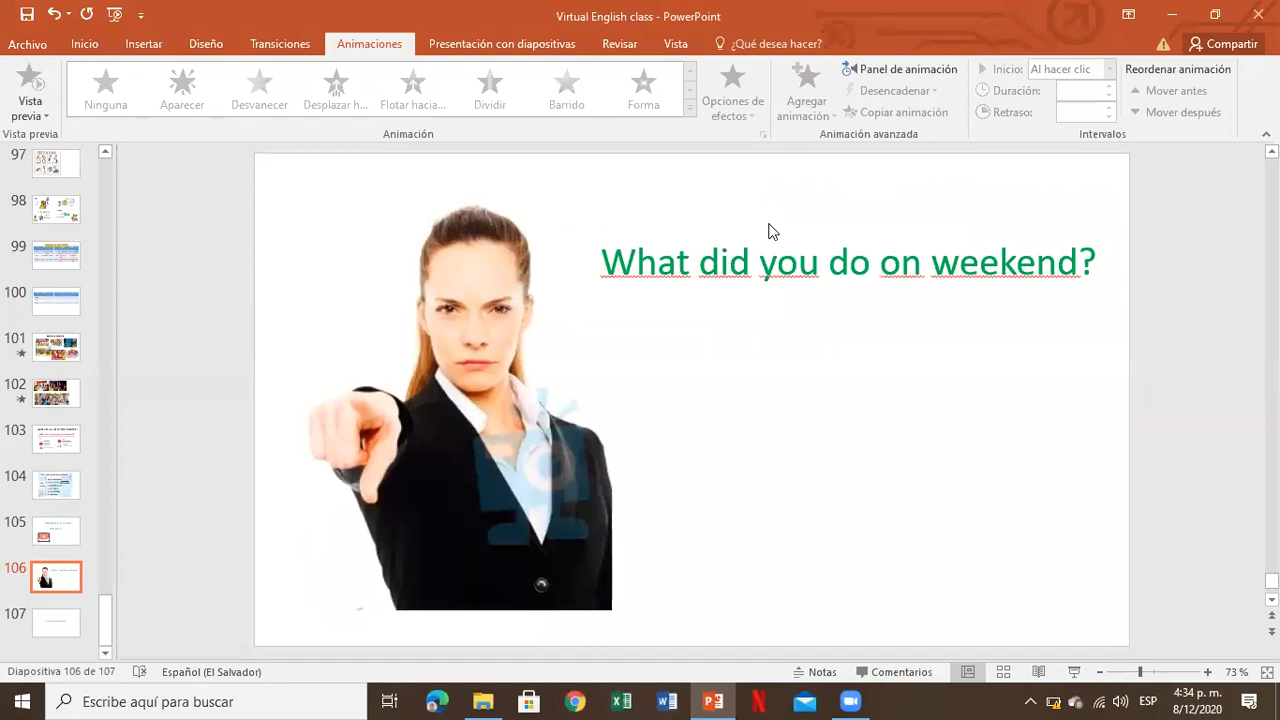 Virtual English class - PowerPoint
Archivo Inicio Insertar Diseño Transiciones Animaciones Presentación con diapositivas Revisar Vista ¿Qué desea hacer? Compartir
Vista previa
Ninguna Aparecer Desvanecer Desplazar h... Flotar hacia... Dividir Barrido Forma
Opciones de efectos
Agregar animación
Panel de animación
Desencadenar
Copiar animación
Inicio: Al hacer clic
Duración:
Retraso:
Reordenar animación
Mover antes
Mover después
Vista previa Animación Animación avanzada Intervalos
97
98
99
100
101
102
103
104
105
106
107
What did you do on weekend?
Diapositiva 106 de 107 Español (El Salvador) Notas Comentarios 73 %
Escribe aquí para buscar
ESP
4:34 p. m.
8/12/2020